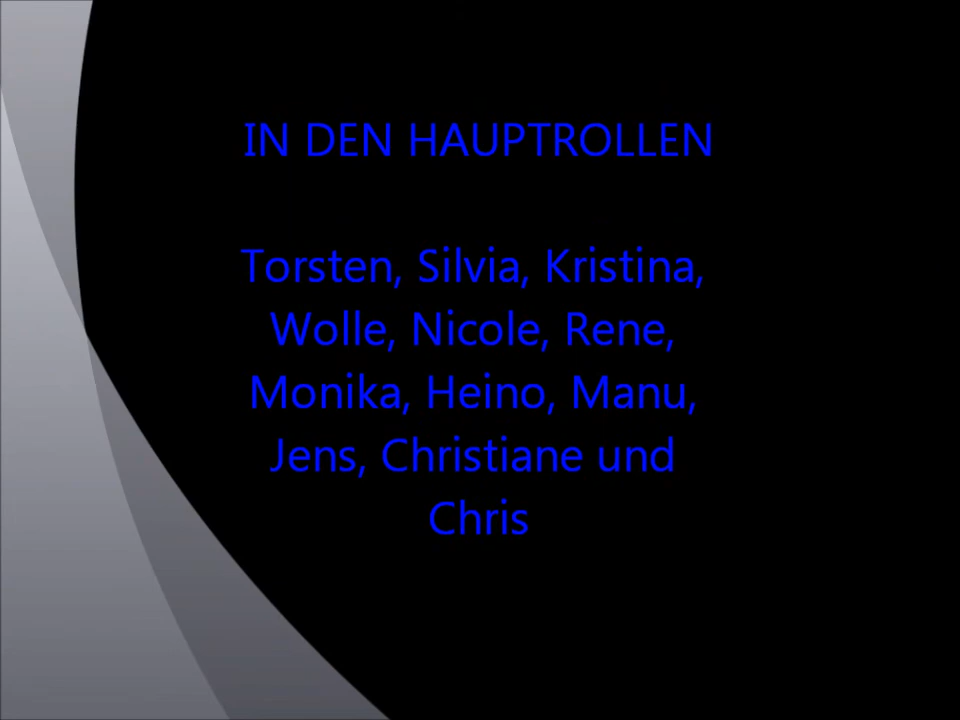 IN DEN HAUPTROLLEN
Torsten, Silvia, Kristina,
Wolle, Nicole, Rene,
Monika, Heino, Manu,
Jens, Christiane und
Chris